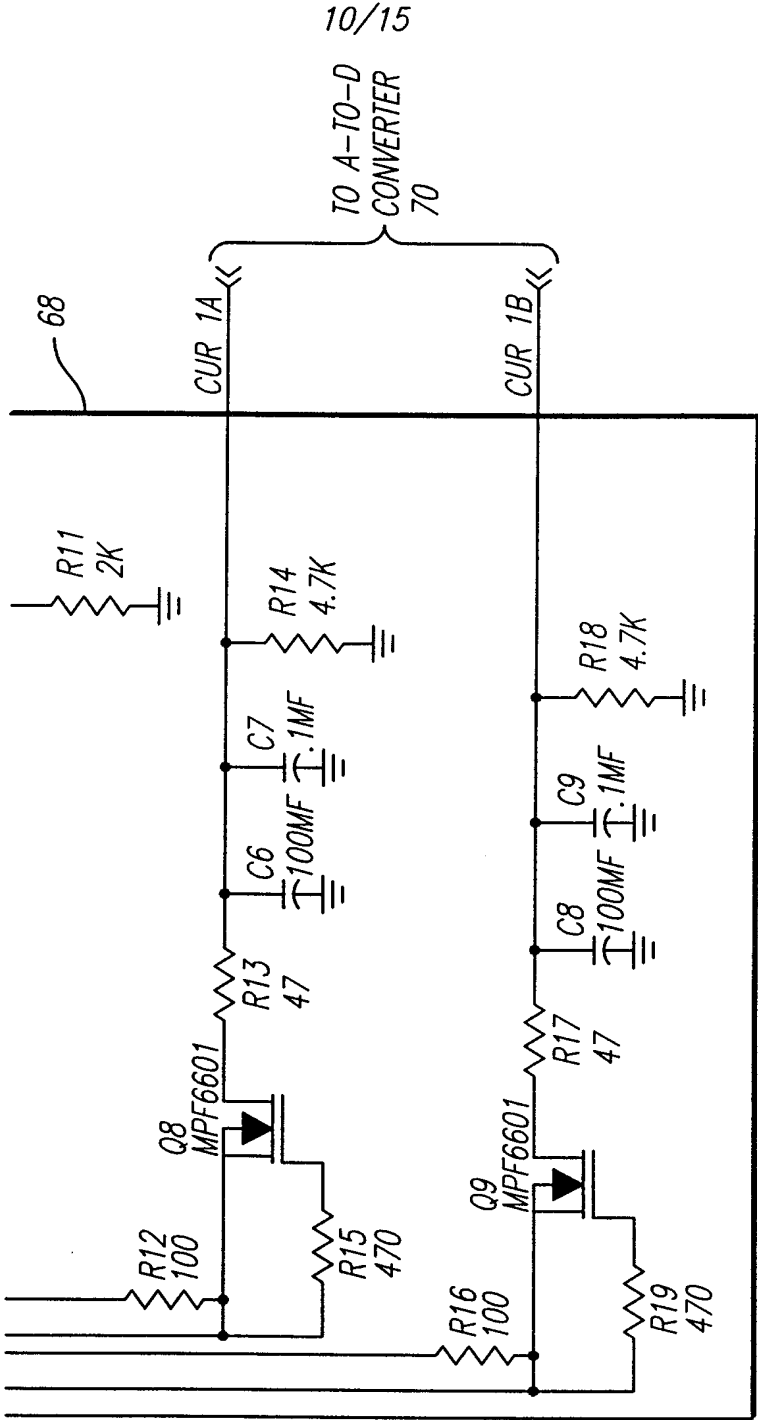 10/15
TO A-TO-D
CONVERTER
70
68
CUR 1A
CUR 1B
R11
2K
R14
4.7K
C7
.1MF
C6
100MF
R13
47
Q8
MPF6601
R12
100
R15
470
R18
4.7K
C9
.1MF
C8
100MF
R17
47
Q9
MPF6601
R16
100
R19
470